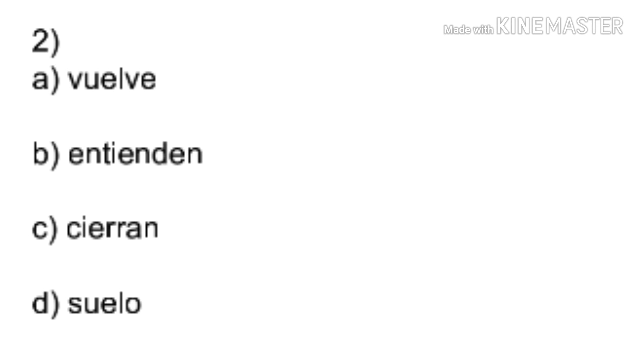 Made with KINEMASTER
2)
a) vuelve
b) entienden
c) cierran
d) suelo